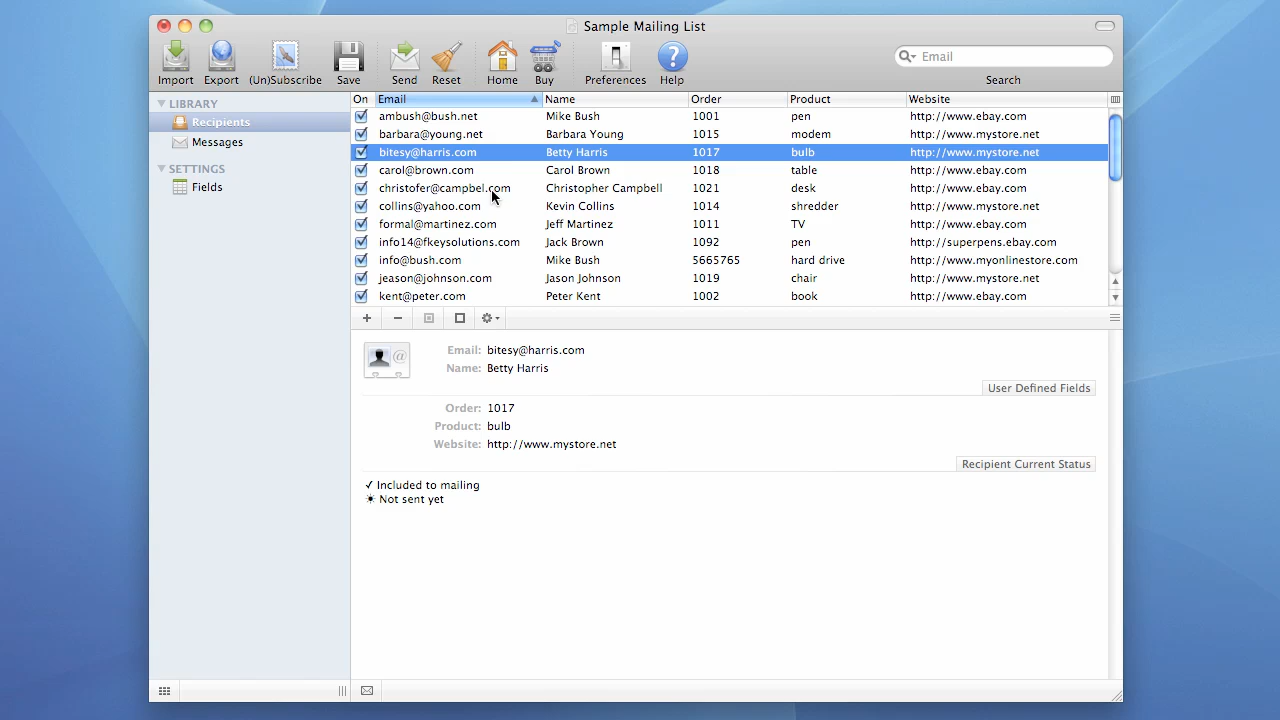 Sample Mailing List
Import Export (Un)Subscribe Save Send Reset Home Buy Preferences Help Search
Email
LIBRARY
Recipients
Messages
SETTINGS
Fields
On Email Name Order Product Website
ambush@bush.net Mike Bush 1001 pen http://www.ebay.com
barbara@young.net Barbara Young 1015 modem http://www.mystore.net
bitesy@harris.com Betty Harris 1017 bulb http://www.mystore.net
carol@brown.com Carol Brown 1018 table http://www.ebay.com
christofer@campbel.com Christopher Campbell 1021 desk http://www.ebay.com
collins@yahoo.com Kevin Collins 1014 shredder http://www.mystore.net
formal@martinez.com Jeff Martinez 1011 TV http://www.ebay.com
info14@fkeysolutions.com Jack Brown 1092 pen http://superpens.ebay.com
info@bush.com Mike Bush 5665765 hard drive http://www.myonlinestore.com
jeason@johnson.com Jason Johnson 1019 chair http://www.mystore.net
kent@peter.com Peter Kent 1002 book http://www.ebay.com
Email: bitesy@harris.com
Name: Betty Harris
User Defined Fields
Order: 1017
Product: bulb
Website: http://www.mystore.net
Recipient Current Status
✓ Included to mailing
☀ Not sent yet